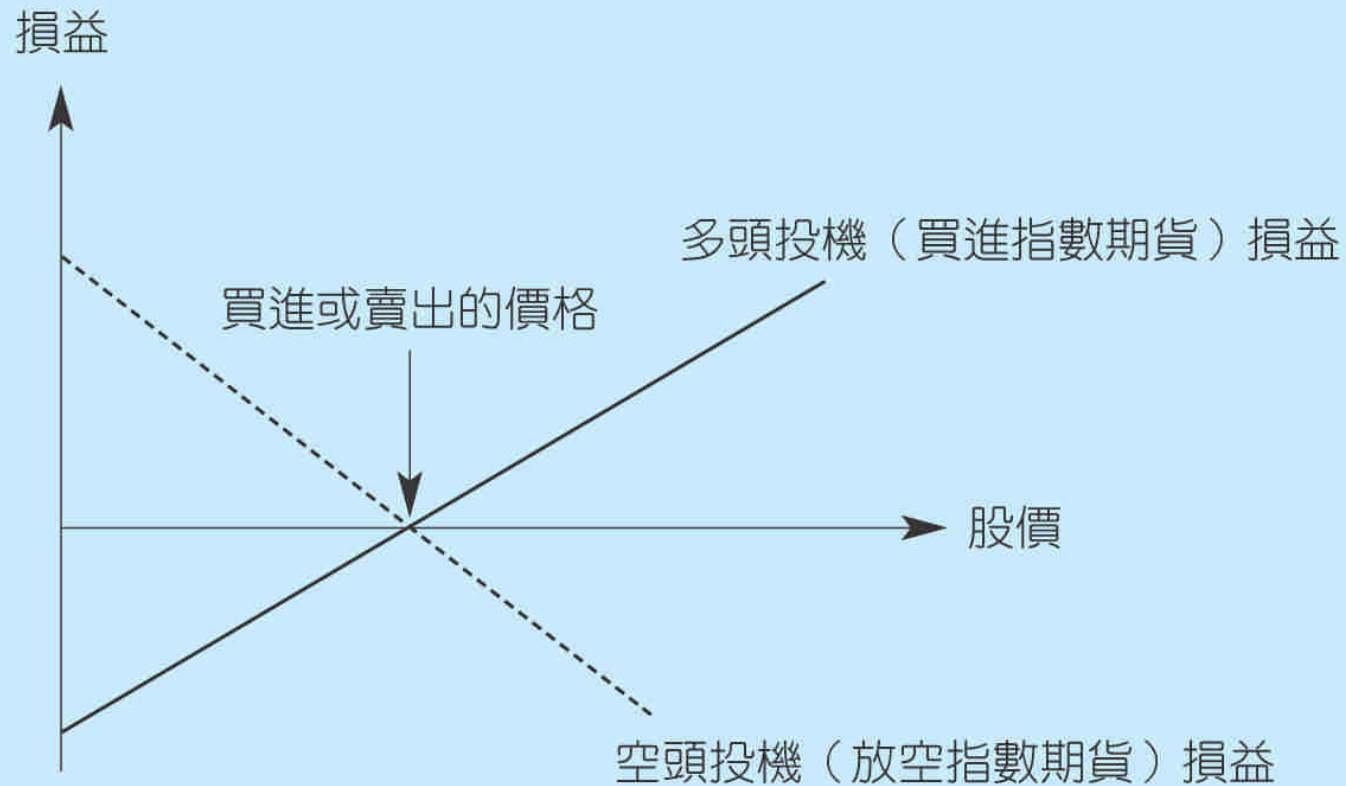 損益
多頭投機（買進指數期貨）損益
買進或賣出的價格
股價
空頭投機（放空指數期貨）損益